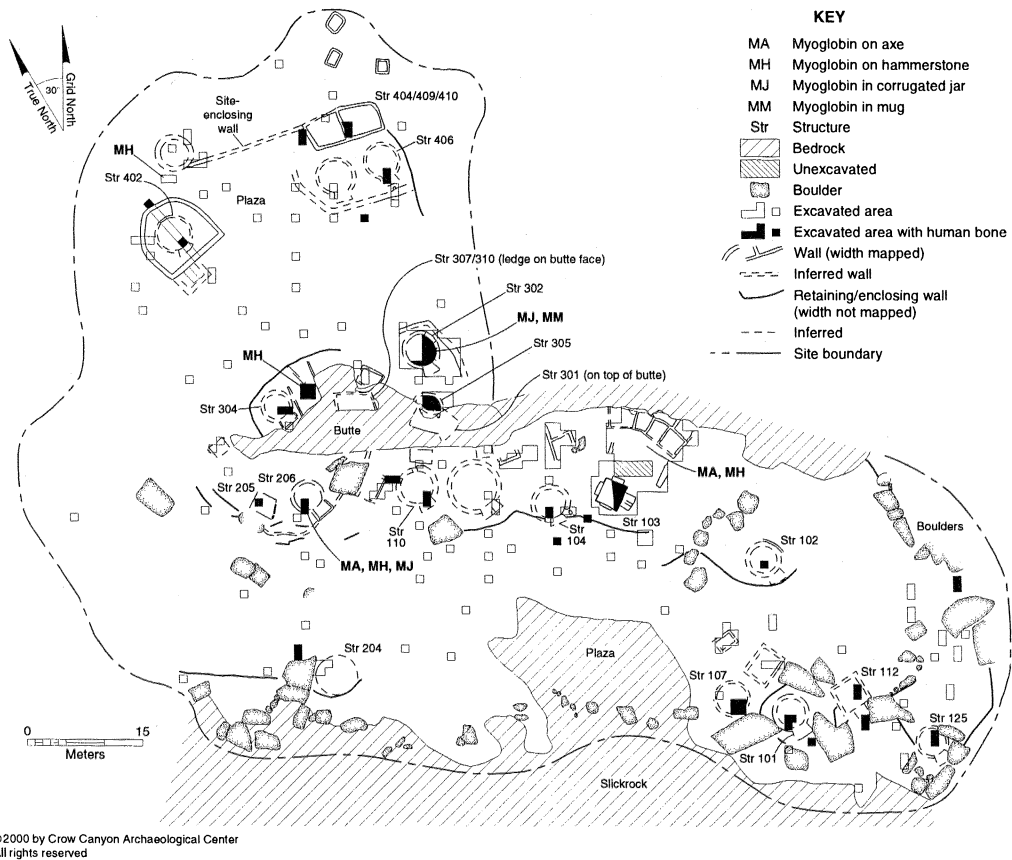 KEY
MA Myoglobin on axe
MH Myoglobin on hammerstone
MJ Myoglobin in corrugated jar
MM Myoglobin in mug
Str Structure
Bedrock
Unexcavated
Boulder
Excavated area
Excavated area with human bone
Wall (width mapped)
Inferred wall
Retaining/enclosing wall
(width not mapped)
Inferred
Site boundary
30°
True North
Grid North
Site-
enclosing
wall
Str 404/409/410
Str 406
MH
Str 402
Plaza
Str 307/310 (ledge on butte face)
Str 302
MJ, MM
Str 305
MH
Str 301 (on top of butte)
Str 304
Butte
MA, MH
Str 206
Str 205
Str
110
Str
104
Str 103
Str 102
Boulders
MA, MH, MJ
Str 204
Plaza
Str 107
Str 112
Str 125
Str 101
0 15
Meters
Slickrock
©2000 by Crow Canyon Archaeological Center
All rights reserved